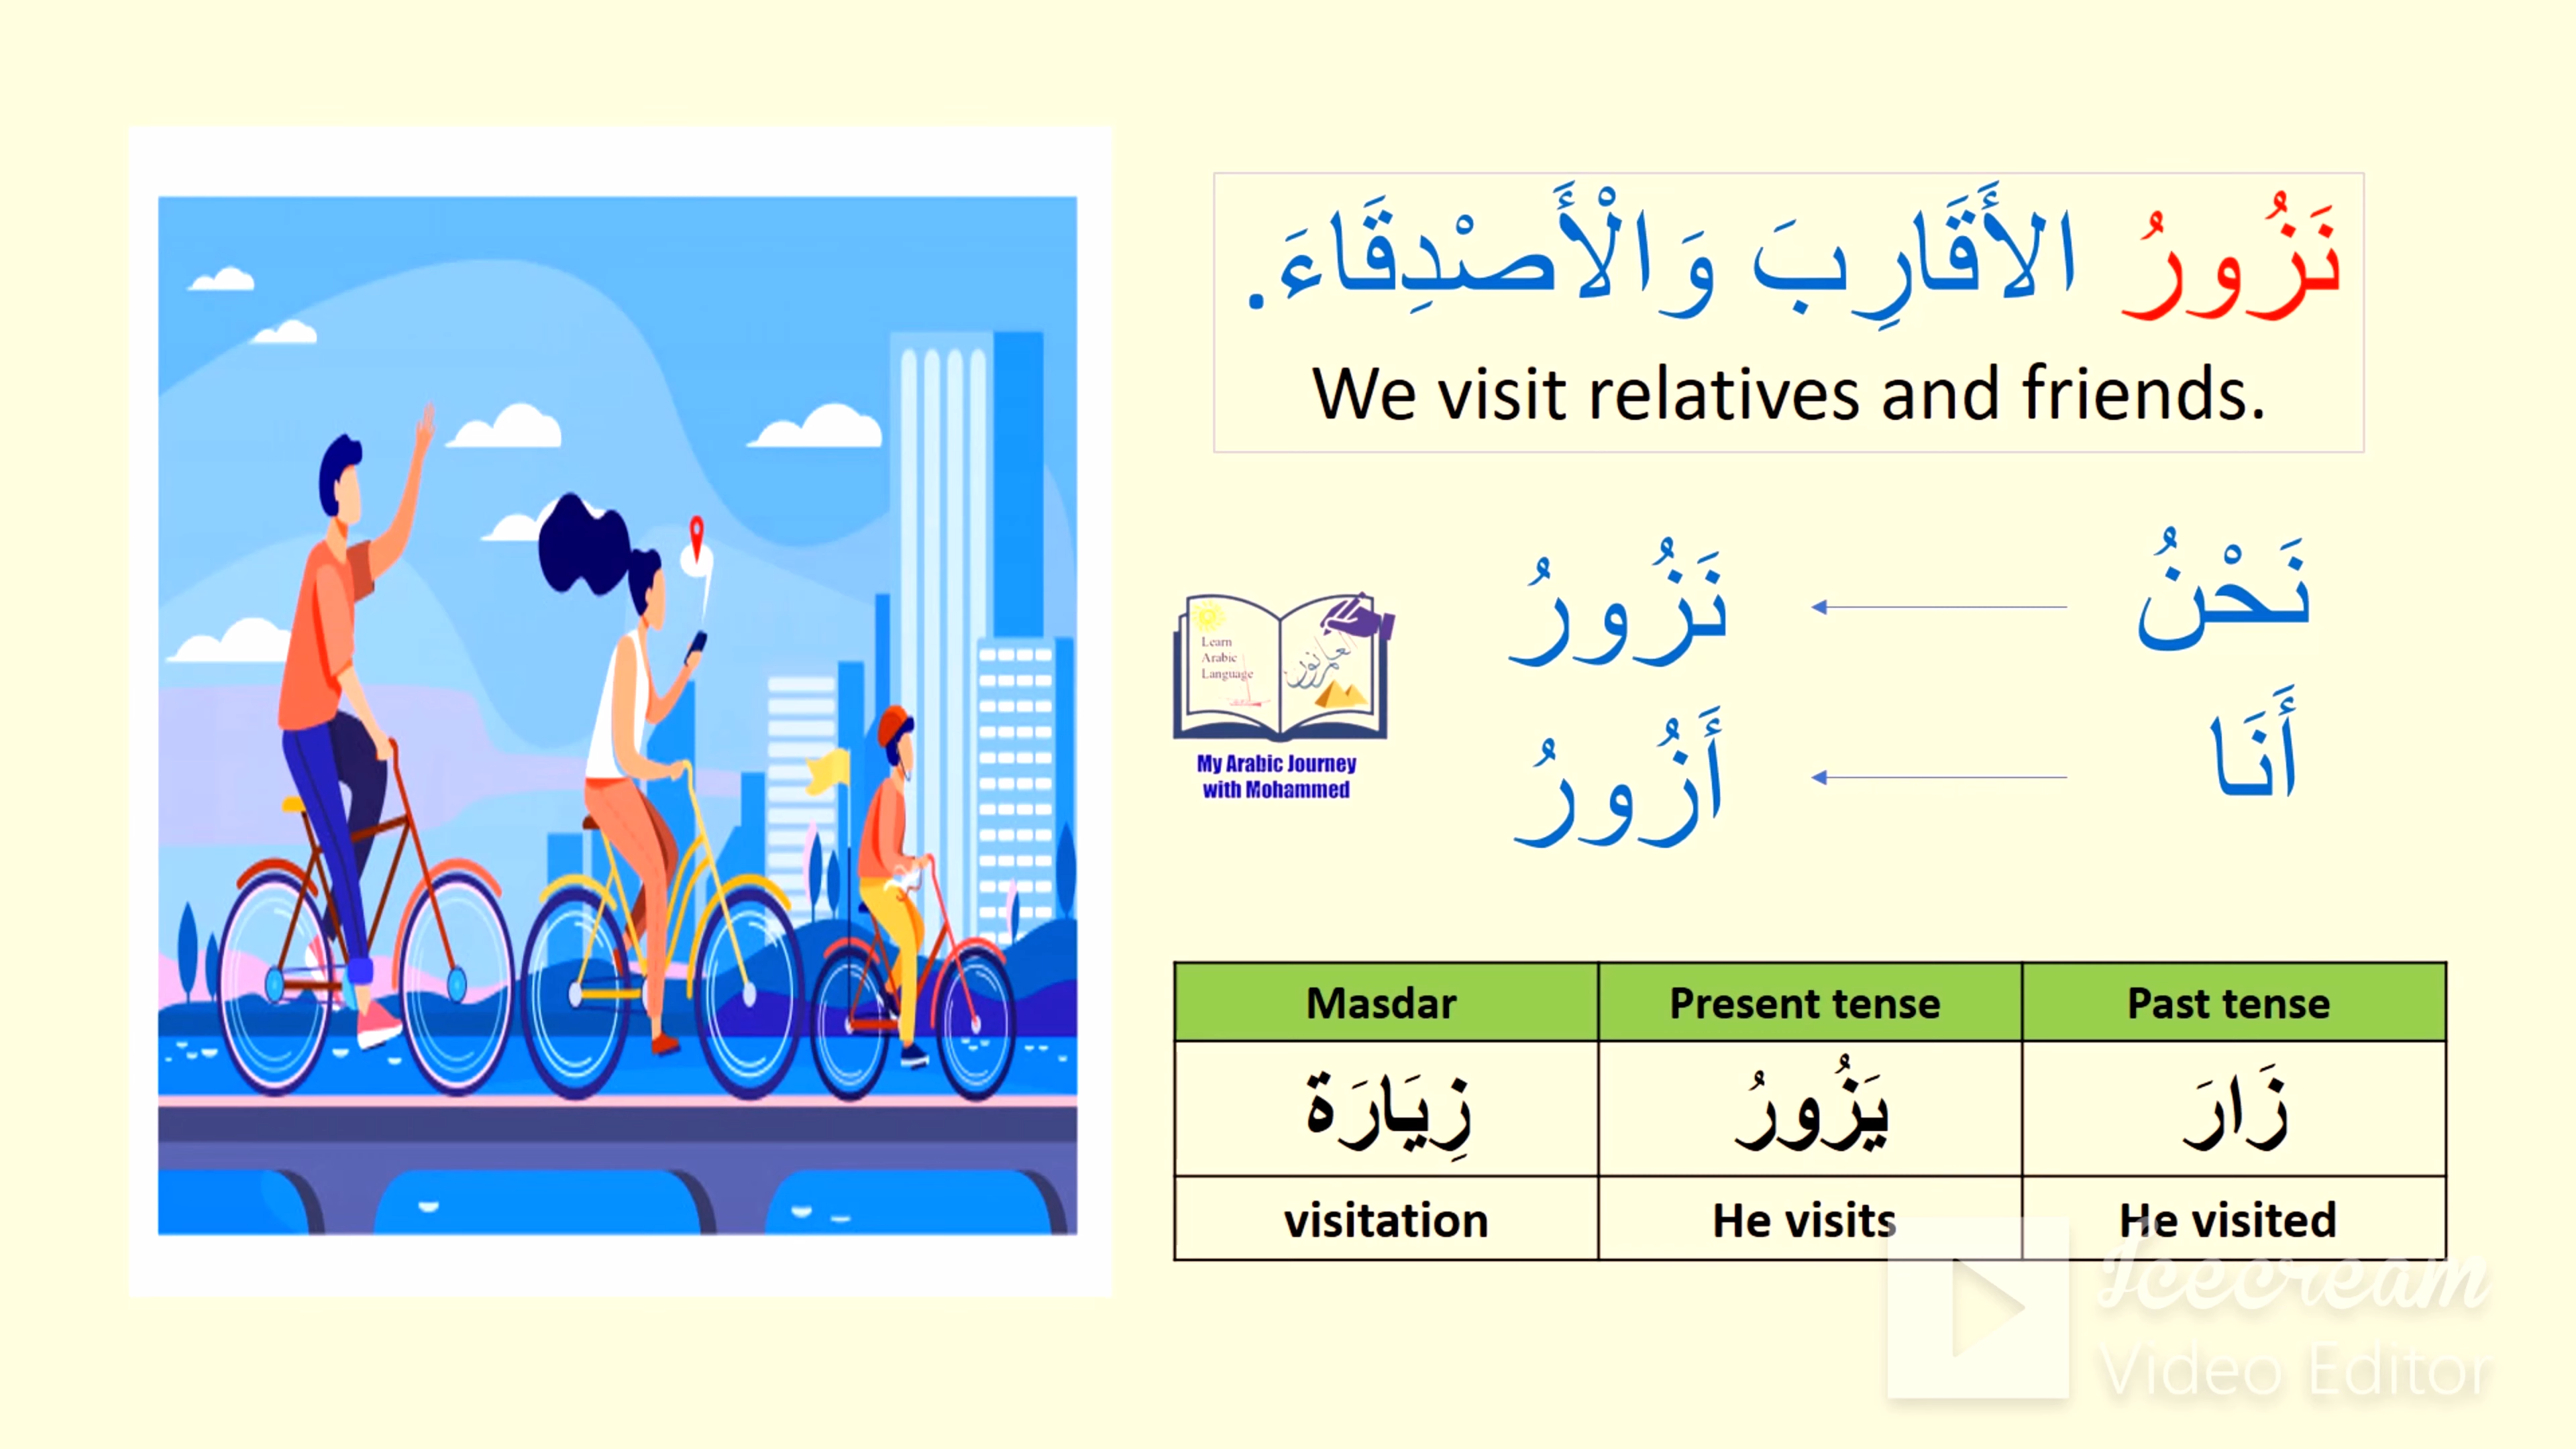 نَزُورُ الأَقَارِبَ وَالْأَصْدِقَاءَ.
We visit relatives and friends.
نَحْنُ نَزُورُ
أَنَا أَزُورُ
Learn
Arabic
Language
My Arabic Journey
with Mohammed
Masdar Present tense Past tense
زِيَارَة يَزُورُ زَارَ
visitation He visits He visited
Icecream
Video Editor